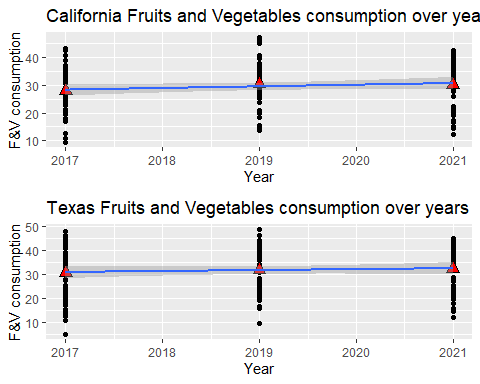 California Fruits and Vegetables consumption over yea
F&V consumption
40
30
20
10
2017 2018 2019 2020 2021
Year
Texas Fruits and Vegetables consumption over years
F&V consumption
50
40
30
20
10
2017 2018 2019 2020 2021
Year